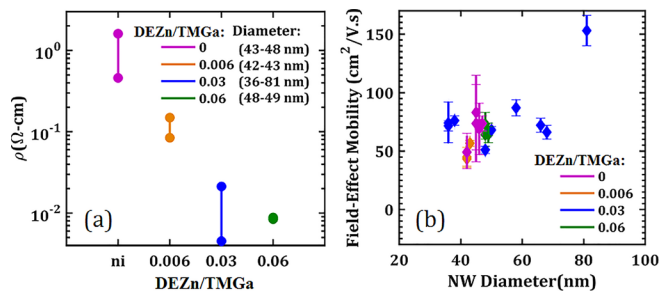 DEZn/TMGa: Diameter:
0 (43-48 nm)
0.006 (42-43 nm)
0.03 (36-81 nm)
0.06 (48-49 nm)
10⁰
10⁻¹
10⁻²
ρ(Ω-cm)
(a)
ni 0.006 0.03 0.06
DEZn/TMGa
Field-Effect Mobility (cm²/V.s)
150
100
50
0
(b)
DEZn/TMGa:
0
0.006
0.03
0.06
20 40 60 80 100
NW Diameter(nm)